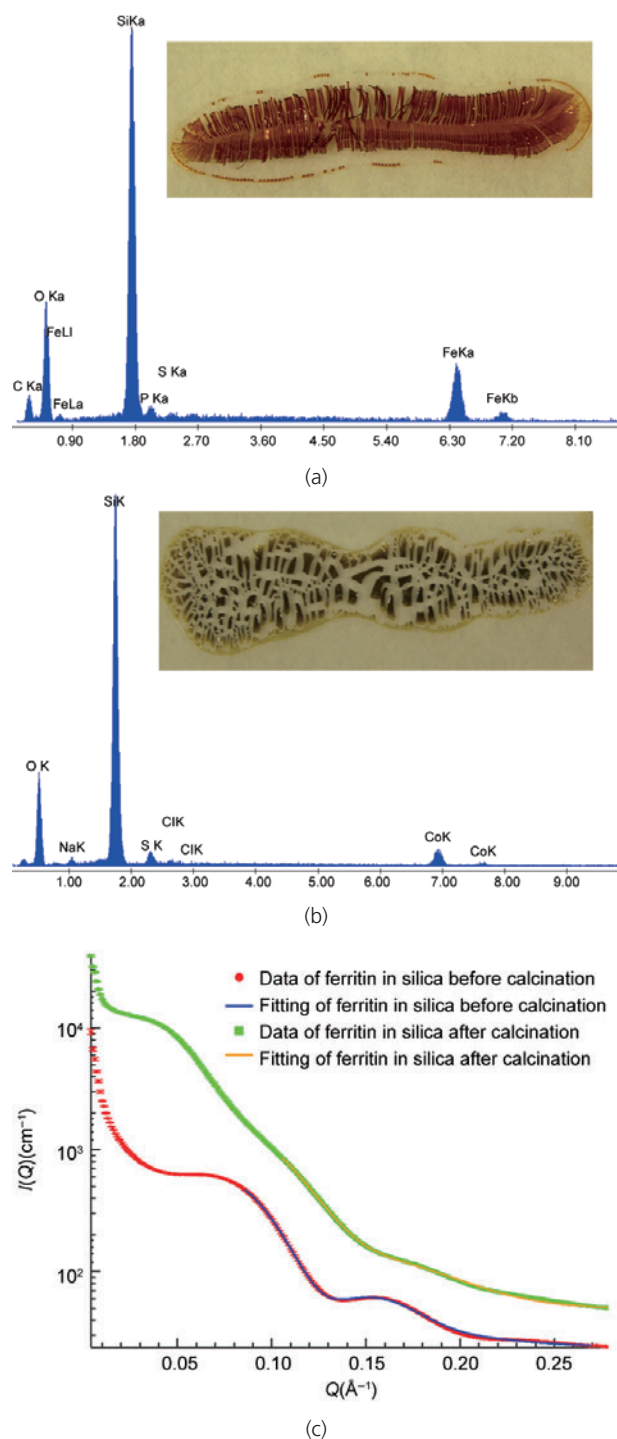 SiKa
O Ka
FeLl
C Ka
FeLa
P Ka
S Ka
FeKa
FeKb
0.90 1.80 2.70 3.60 4.50 5.40 6.30 7.20 8.10
(a)
SiK
O K
NaK
S K
ClK
ClK
CoK
CoK
1.00 2.00 3.00 4.00 5.00 6.00 7.00 8.00 9.00
(b)
Data of ferritin in silica before calcination
Fitting of ferritin in silica before calcination
Data of ferritin in silica after calcination
Fitting of ferritin in silica after calcination
10⁴
10³
10²
I(Q)(cm⁻¹)
0.05 0.10 0.15 0.20 0.25
Q(Å⁻¹)
(c)